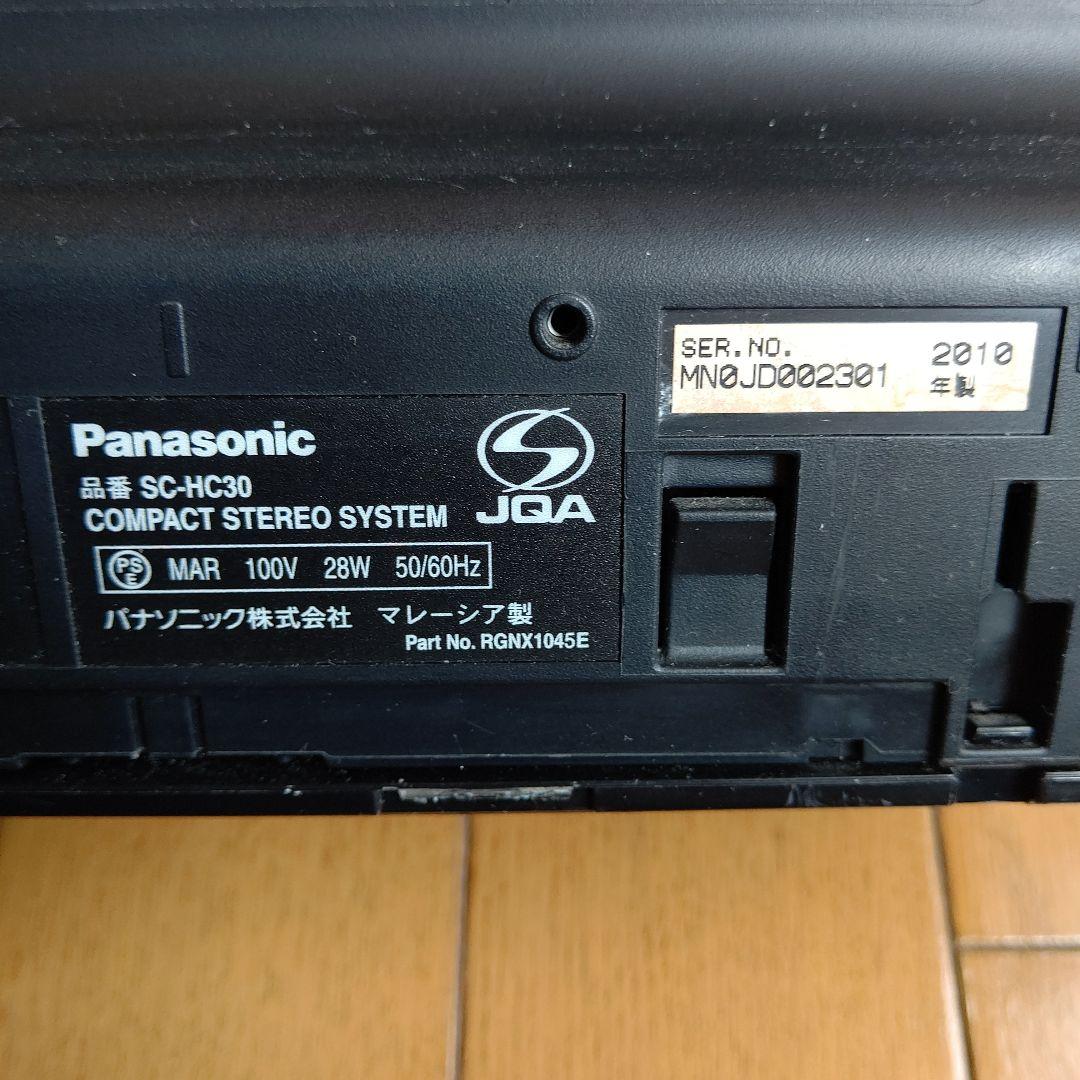 SER.NO. 2010
MN0JD002301 年製
Panasonic
品番 SC-HC30
COMPACT STEREO SYSTEM
JQA
PSE MAR 100V 28W 50/60Hz
パナソニック株式会社 マレーシア製
Part No. RGNX1045E